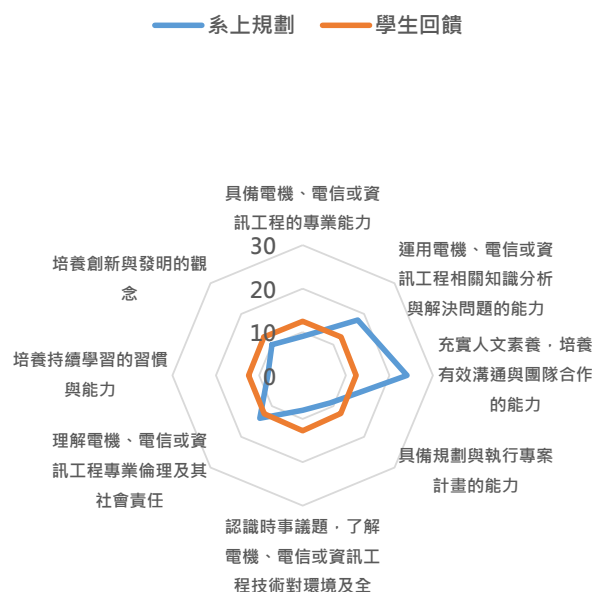 系上規劃 學生回饋
具備電機、電信或資
訊工程的專業能力
運用電機、電信或資
訊工程相關知識分析
與解決問題的能力
充實人文素養，培養
有效溝通與團隊合作
的能力
具備規劃與執行專案
計畫的能力
認識時事議題，了解
電機、電信或資訊工
程技術對環境及全
理解電機、電信或資
訊工程專業倫理及其
社會責任
培養持續學習的習慣
與能力
培養創新與發明的觀
念
30
20
10
0